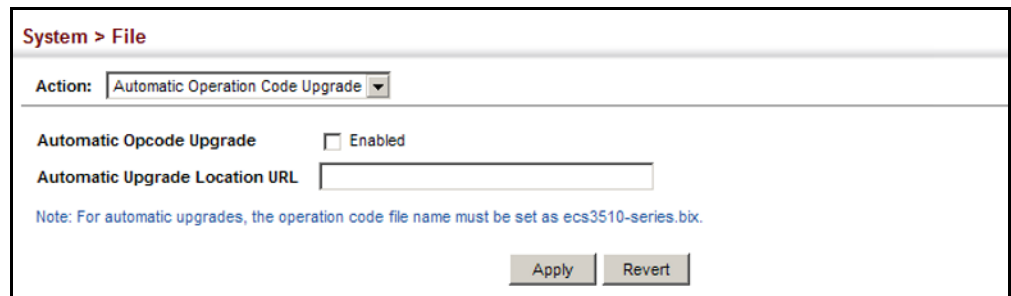 System > File
Action: Automatic Operation Code Upgrade
Automatic Opcode Upgrade Enabled
Automatic Upgrade Location URL
Note: For automatic upgrades, the operation code file name must be set as ecs3510-series.bix.
Apply Revert